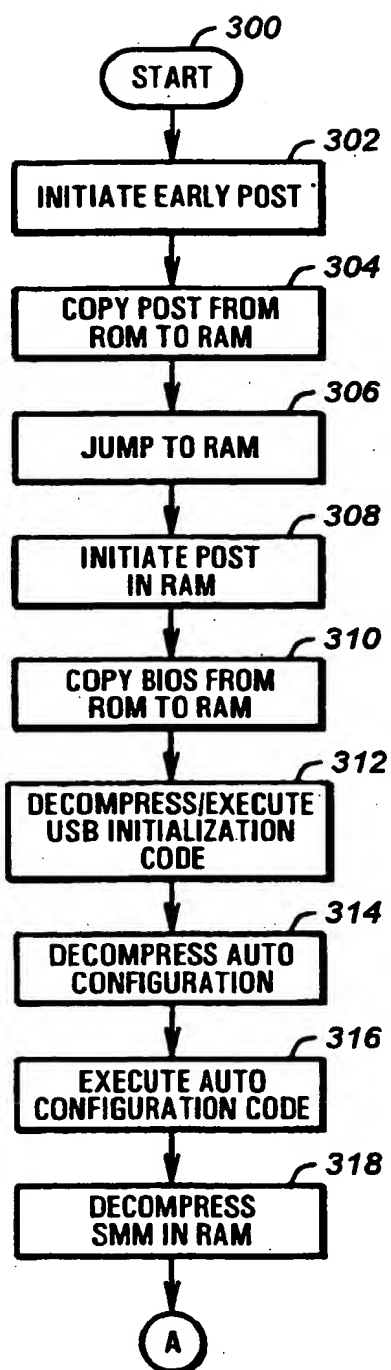 300
START
302
INITIATE EARLY POST
304
COPY POST FROM
ROM TO RAM
306
JUMP TO RAM
308
INITIATE POST
IN RAM
310
COPY BIOS FROM
ROM TO RAM
312
DECOMPRESS/EXECUTE
USB INITIALIZATION
CODE
314
DECOMPRESS AUTO
CONFIGURATION
316
EXECUTE AUTO
CONFIGURATION CODE
318
DECOMPRESS
SMM IN RAM
A